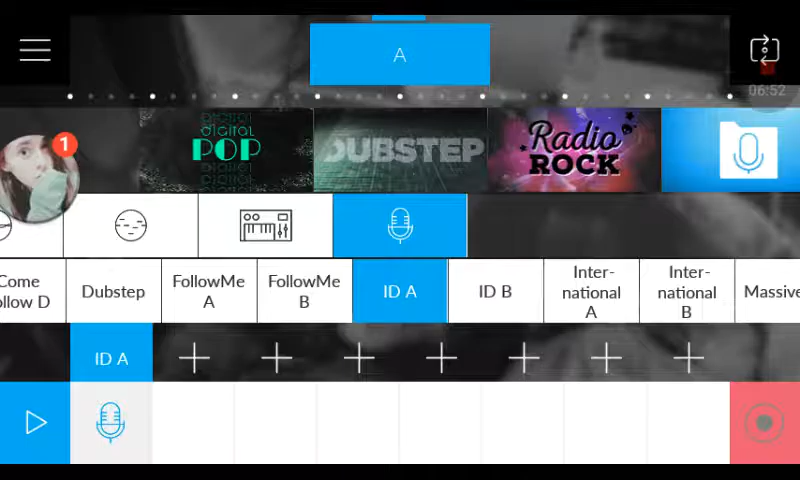 A
06:52
DIGITAL
POP
DUBSTEP
Radio
ROCK
1
Come
ollow D
Dubstep
FollowMe
A
FollowMe
B
ID A
ID B
Inter-
national
A
Inter-
national
B
Massive
ID A